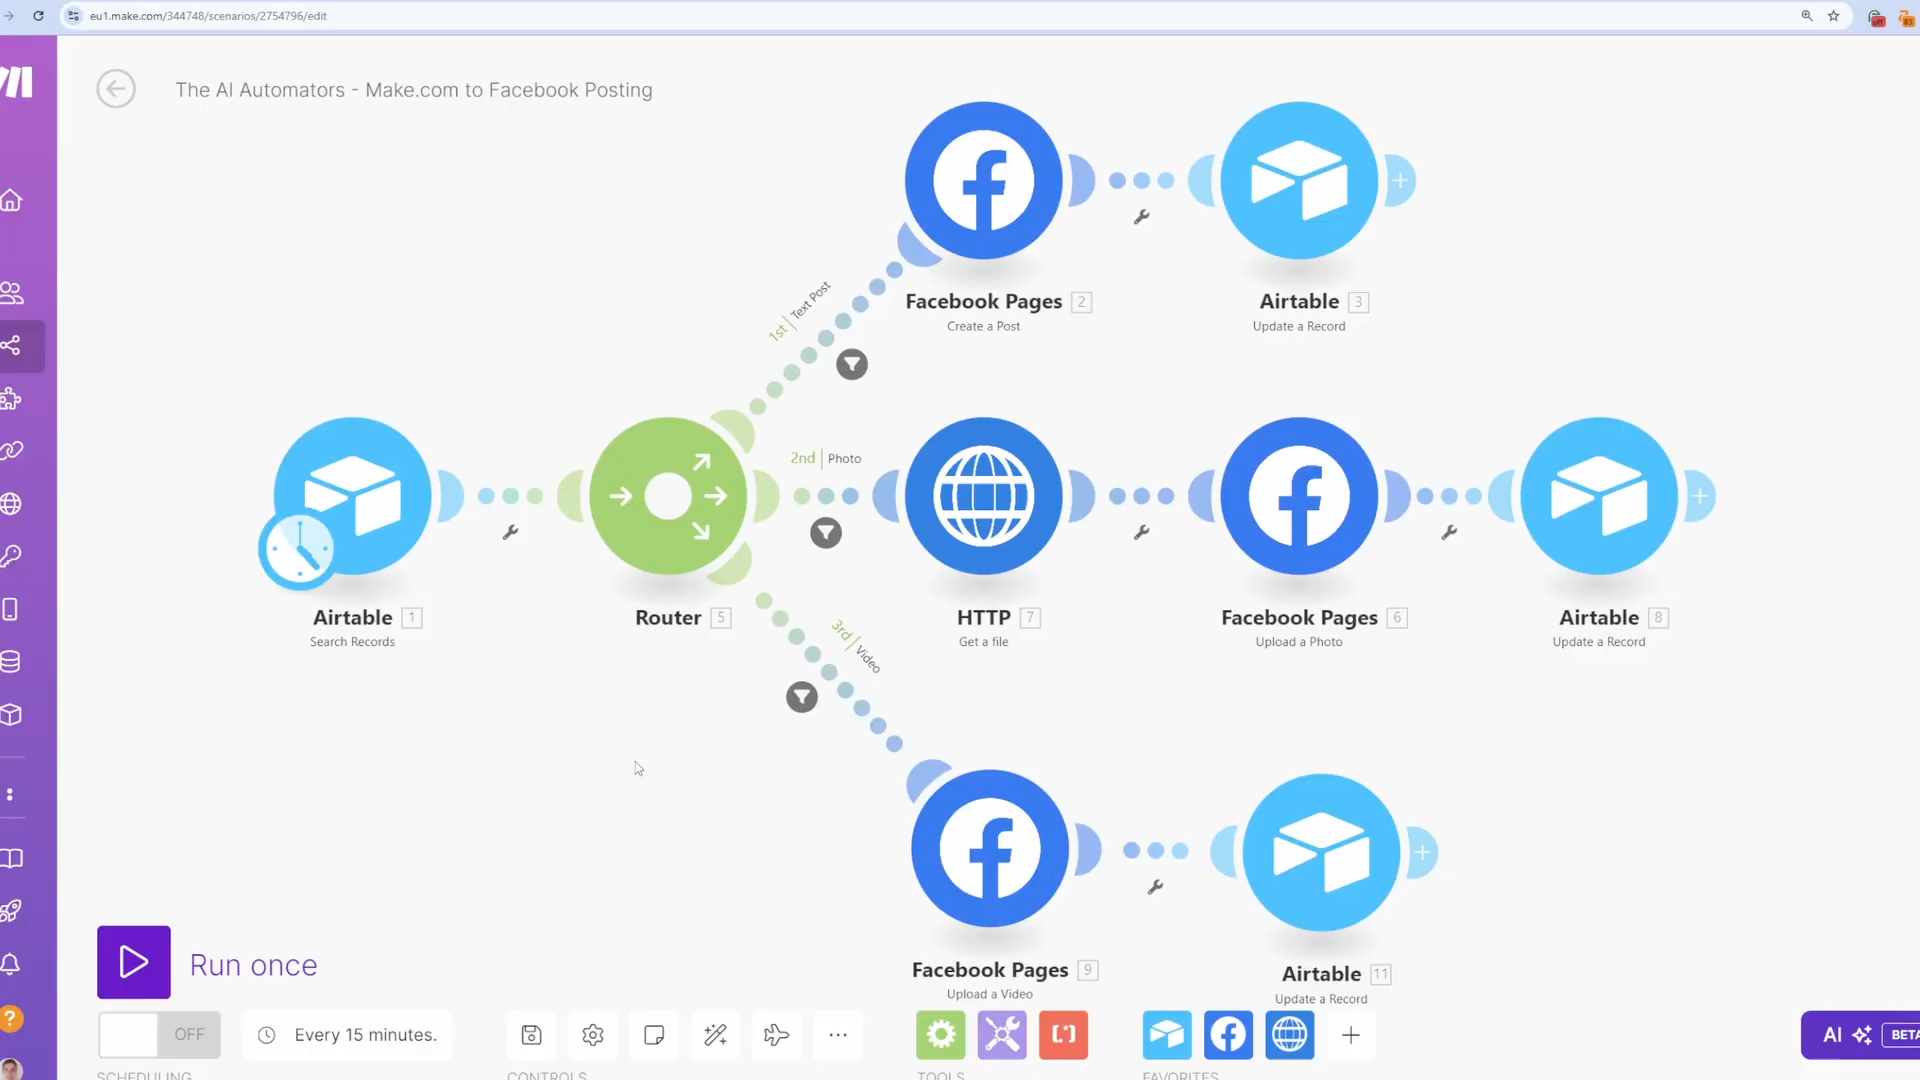 eu1.make.com/344748/scenarios/2754796/edit
off
83
The AI Automators - Make.com to Facebook Posting
Facebook Pages 2
Create a Post
Airtable 3
Update a Record
1st | Text Post
2nd | Photo
3rd | Video
Airtable 1
Search Records
Router 5
HTTP 7
Get a file
Facebook Pages 6
Upload a Photo
Airtable 8
Update a Record
Facebook Pages 9
Upload a Video
Airtable 11
Update a Record
Run once
OFF
Every 15 minutes.
AI
BETA
SCHEDULING
CONTROLS
TOOLS
FAVORITES